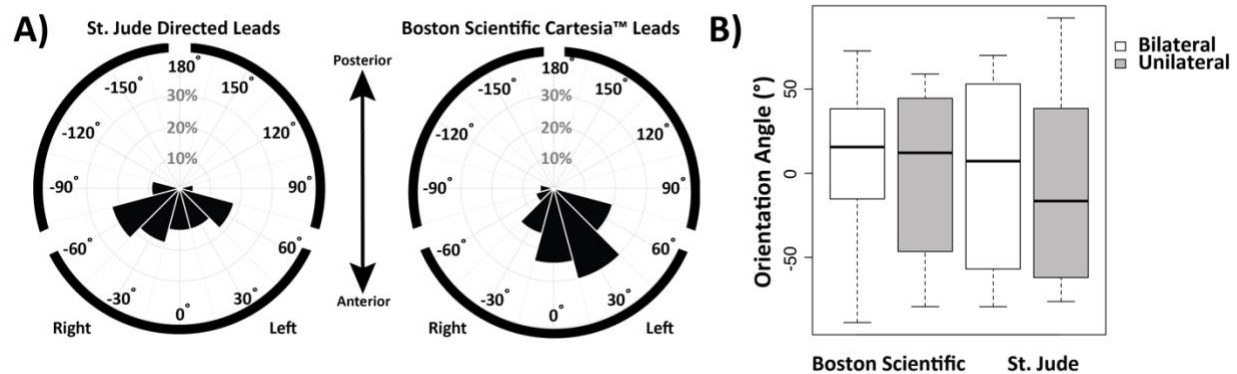 A)
St. Jude Directed Leads
180°
-150°
150°
30%
-120°
120°
20%
10%
-90°
90°
-60°
60°
-30°
30°
0°
Right
Left
Posterior
Anterior
Boston Scientific Cartesia™ Leads
180°
-150°
150°
30%
-120°
120°
20%
10%
-90°
90°
-60°
60°
-30°
30°
0°
Right
Left
B)
Orientation Angle (°)
50
0
-50
Boston Scientific
St. Jude
Bilateral
Unilateral